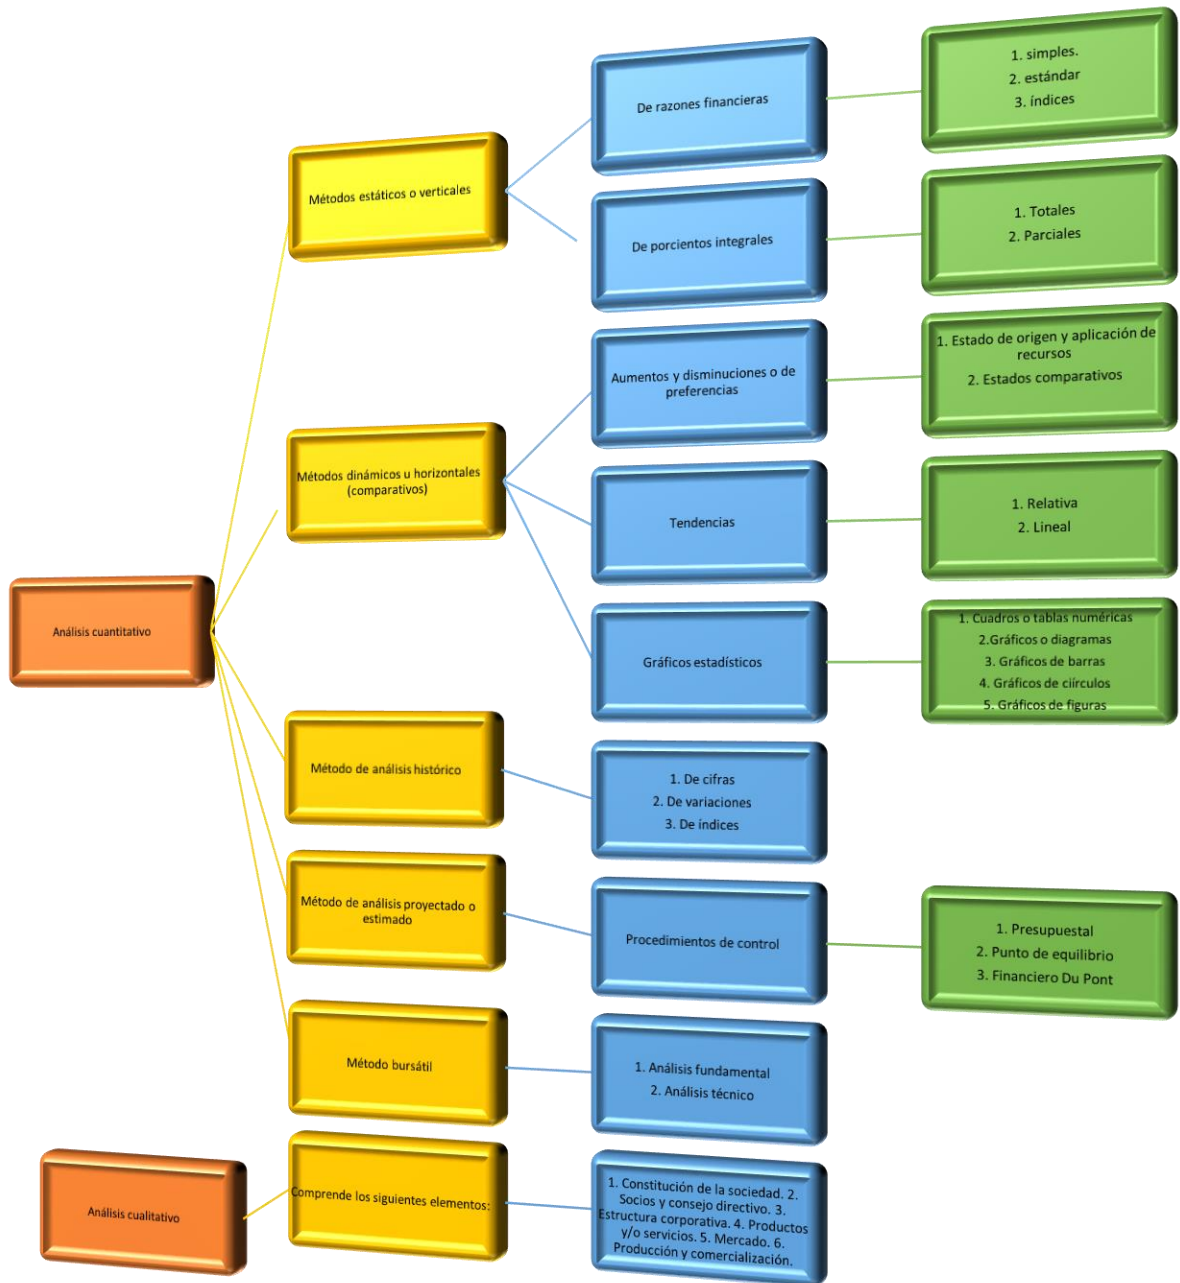 Análisis cuantitativo
Métodos estáticos o verticales
De razones financieras
1. simples.
2. estándar
3. índices
De porcientos integrales
1. Totales
2. Parciales
Métodos dinámicos u horizontales
(comparativos)
Aumentos y disminuciones o de
preferencias
1. Estado de origen y aplicación de
recursos
2. Estados comparativos
Tendencias
1. Relativa
2. Lineal
Gráficos estadísticos
1. Cuadros o tablas numéricas
2.Gráficos o diagramas
3. Gráficos de barras
4. Gráficos de ciírculos
5. Gráficos de figuras
Método de análisis histórico
1. De cifras
2. De variaciones
3. De índices
Método de análisis proyectado o
estimado
Procedimientos de control
1. Presupuestal
2. Punto de equilibrio
3. Financiero Du Pont
Método bursátil
1. Análisis fundamental
2. Análisis técnico
Análisis cualitativo
Comprende los siguientes elementos:
1. Constitución de la sociedad. 2.
Socios y consejo directivo. 3.
Estructura corporativa. 4. Productos
y/o servicios. 5. Mercado. 6.
Producción y comercialización.